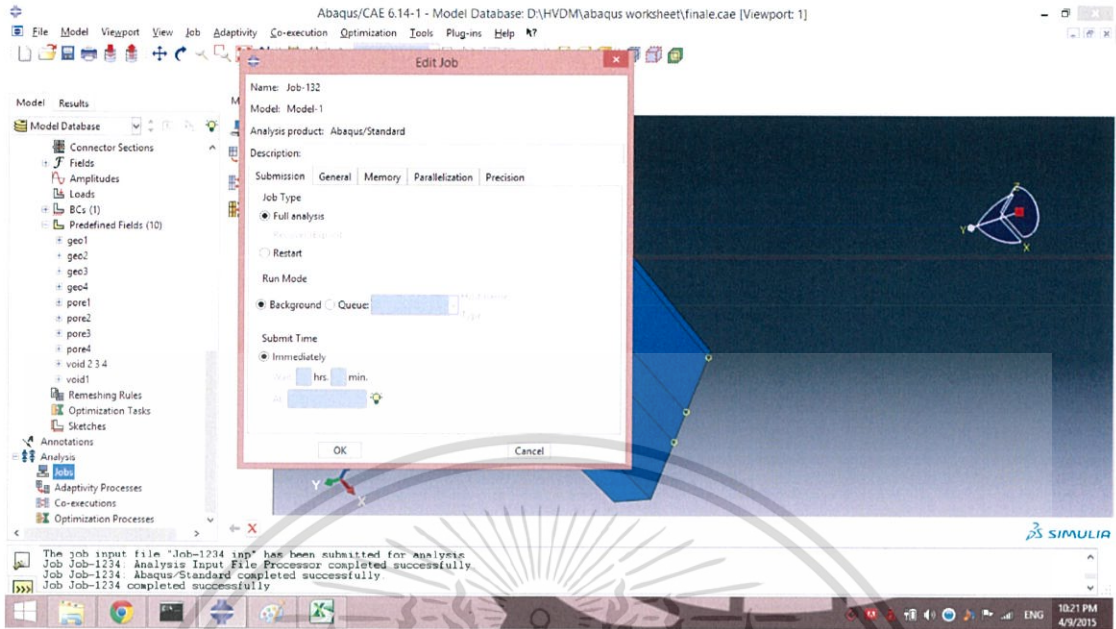 Abaqus/CAE 6.14-1 - Model Database: D:\HVDM\abaqus worksheet\finale.cae [Viewport: 1]
File Model Viewport View Job Adaptivity Co-execution Optimization Tools Plug-ins Help
Edit Job
Name: Job-132
Model: Model-1
Analysis product: Abaqus/Standard
Description:
Submission General Memory Parallelization Precision
Job Type
Full analysis
Restart
Run Mode
Background Queue:
Submit Time
Immediately
hrs. min.
OK Cancel
Model Results
Model Database
Connector Sections
Fields
Amplitudes
Loads
BCs (1)
Predefined Fields (10)
geo1
geo2
geo3
geo4
pore1
pore2
pore3
pore4
void 2 3 4
void1
Remeshing Rules
Optimization Tasks
Sketches
Annotations
Analysis
Jobs
Adaptivity Processes
Co-executions
Optimization Processes
Z
Y
X
Y
X
SIMULIA
The job input file "Job-1234.inp" has been submitted for analysis.
Job Job-1234: Analysis Input File Processor completed successfully.
Job Job-1234: Abaqus/Standard completed successfully.
Job Job-1234 completed successfully
ENG
10:21 PM
4/9/2015